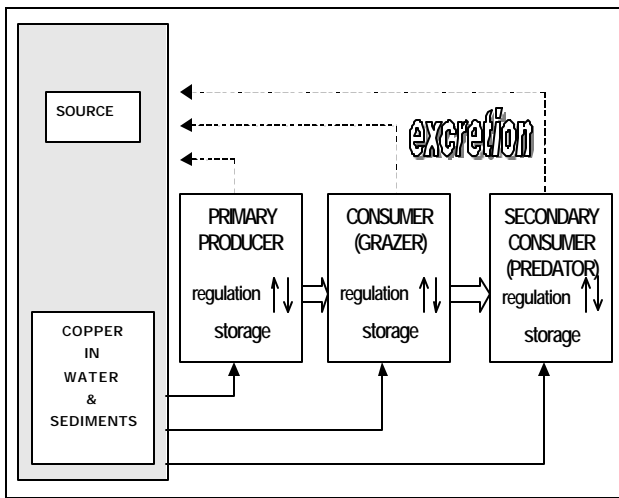 SOURCE
excretion
PRIMARY
PRODUCER
regulation
storage
CONSUMER
(GRAZER)
regulation
storage
SECONDARY
CONSUMER
(PREDATOR)
regulation
storage
COPPER
IN
WATER
&
SEDIMENTS